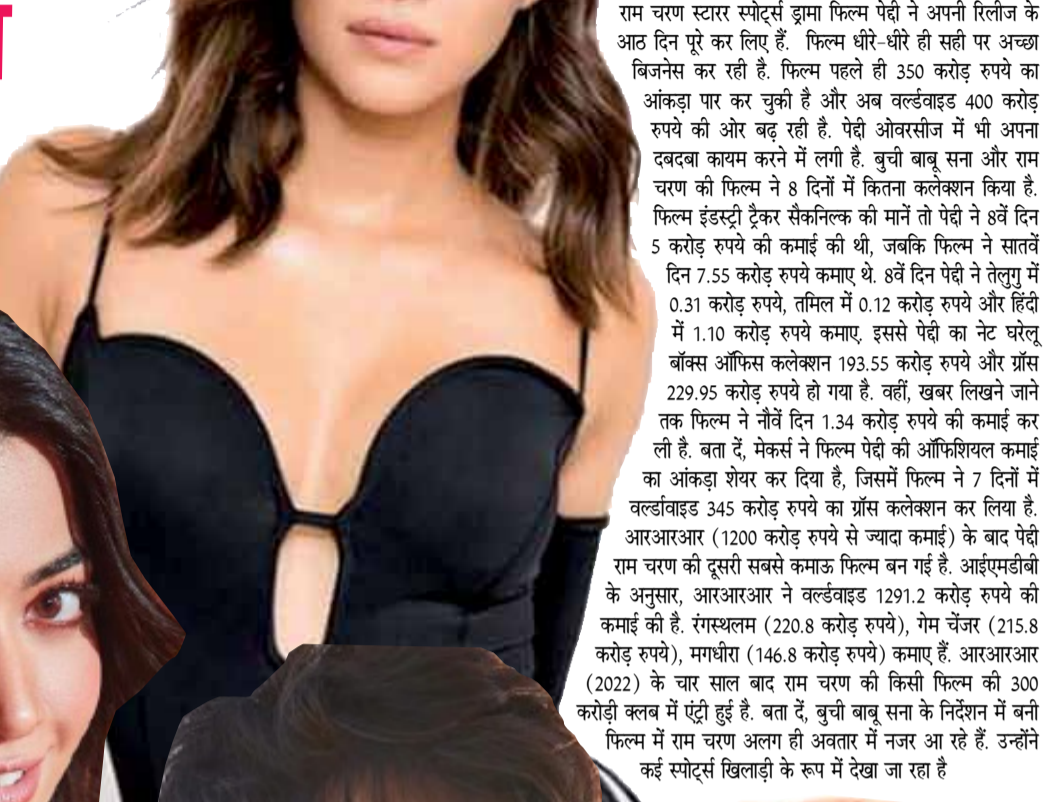 राम चरण स्टारर स्पोर्ट्स ड्रामा फिल्म पेद्दी ने अपनी रिलीज के
आठ दिन पूरे कर लिए हैं. फिल्म धीरे-धीरे ही सही पर अच्छा
बिजनेस कर रही है. फिल्म पहले ही 350 करोड़ रुपये का
आंकड़ा पार कर चुकी है और अब वर्ल्डवाइड 400 करोड़
रुपये की ओर बढ़ रही है. पेद्दी ओवरसीज में भी अपना
दबदबा कायम करने में लगी है. बुची बाबू सना और राम
चरण की फिल्म ने 8 दिनों में कितना कलेक्शन किया है.
फिल्म इंडस्ट्री ट्रैकर सैकनिल्क की मानें तो पेद्दी ने 8वें दिन
5 करोड़ रुपये की कमाई की थी, जबकि फिल्म ने सातवें
दिन 7.55 करोड़ रुपये कमाए थे. 8वें दिन पेद्दी ने तेलुगु में
0.31 करोड़ रुपये, तमिल में 0.12 करोड़ रुपये और हिंदी
में 1.10 करोड़ रुपये कमाए. इससे पेद्दी का नेट घरेलू
बॉक्स ऑफिस कलेक्शन 193.55 करोड़ रुपये और ग्रॉस
229.95 करोड़ रुपये हो गया है. वहीं, खबर लिखने जाने
तक फिल्म ने नौवें दिन 1.34 करोड़ रुपये की कमाई कर
ली है. बता दें, मेकर्स ने फिल्म पेद्दी की ऑफिशियल कमाई
का आंकड़ा शेयर कर दिया है, जिसमें फिल्म ने 7 दिनों में
वर्ल्डावाइड 345 करोड़ रुपये का ग्रॉस कलेक्शन कर लिया है.
आरआरआर (1200 करोड़ रुपये से ज्यादा कमाई) के बाद पेद्दी
राम चरण की दूसरी सबसे कमाऊ फिल्म बन गई है. आईएमडीबी
के अनुसार, आरआरआर ने वर्ल्डवाइड 1291.2 करोड़ रुपये की
कमाई की है. रंगस्थलम (220.8 करोड़ रुपये), गेम चेंजर (215.8
करोड़ रुपये), मगधीरा (146.8 करोड़ रुपये) कमाए हैं. आरआरआर
(2022) के चार साल बाद राम चरण की किसी फिल्म की 300
करोड़ी क्लब में एंट्री हुई है. बता दें, बुची बाबू सना के निर्देशन में बनी
फिल्म में राम चरण अलग ही अवतार में नजर आ रहे हैं. उन्होंने
कई स्पोर्ट्स खिलाड़ी के रूप में देखा जा रहा है